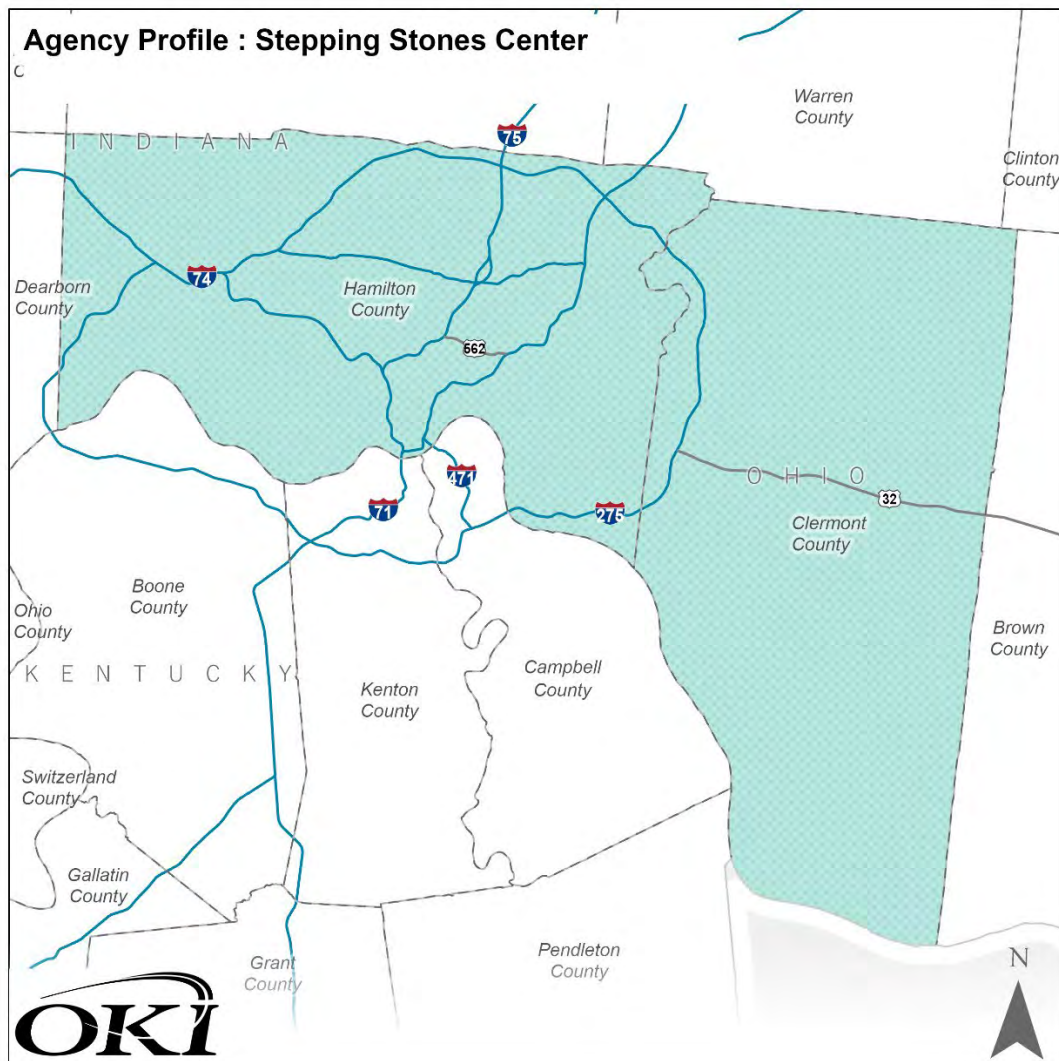 Agency Profile : Stepping Stones Center
C
Warren
County
75
INDIANA
Clinton
County
74
Dearborn
County
Hamilton
County
562
471
OHIO
71
275
32
Clermont
County
Boone
County
Ohio
County
Brown
County
KENTUCKY
Kenton
County
Campbell
County
Switzerland
County
Gallatin
County
Grant
County
Pendleton
County
N
OKI